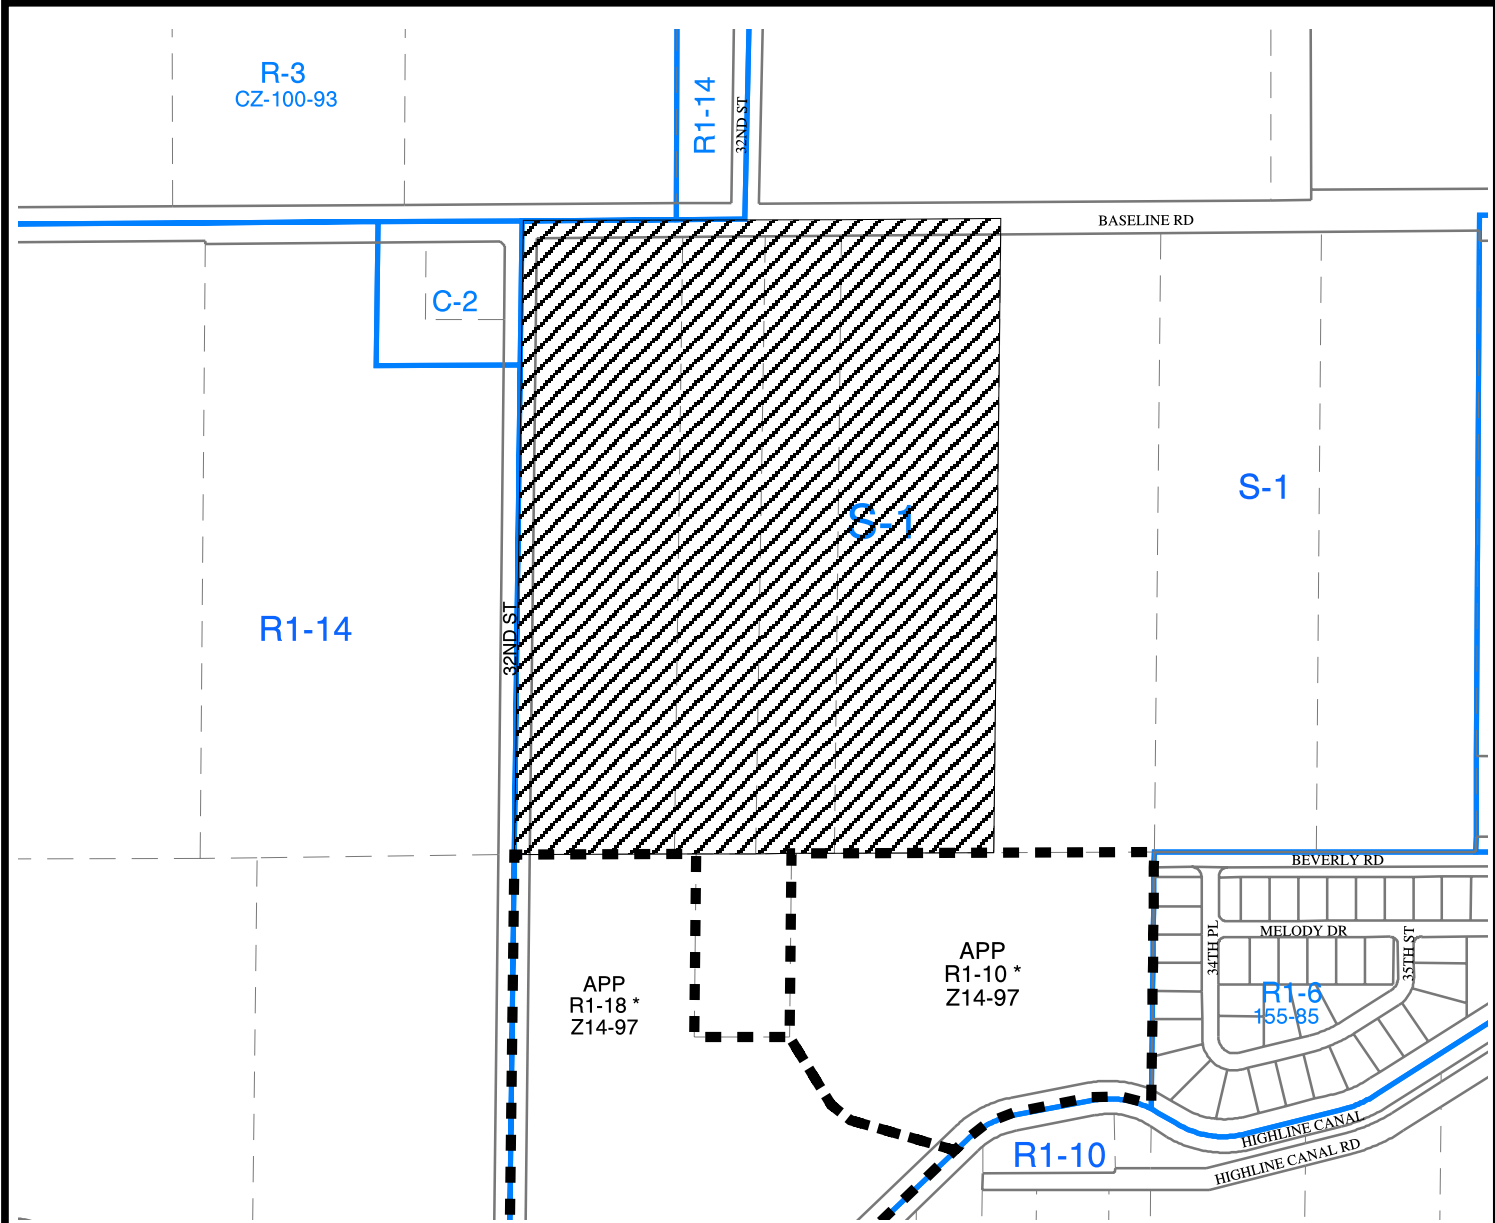 R-3
CZ-100-93
R1-14
32ND ST
BASELINE RD
C-2
S-1
S-1
R1-14
32ND ST
BEVERLY RD
MELODY DR
34TH PL
35TH ST
R1-6
155-85
APP
R1-18 *
Z14-97
APP
R1-10 *
Z14-97
R1-10
HIGHLINE CANAL
HIGHLINE CANAL RD